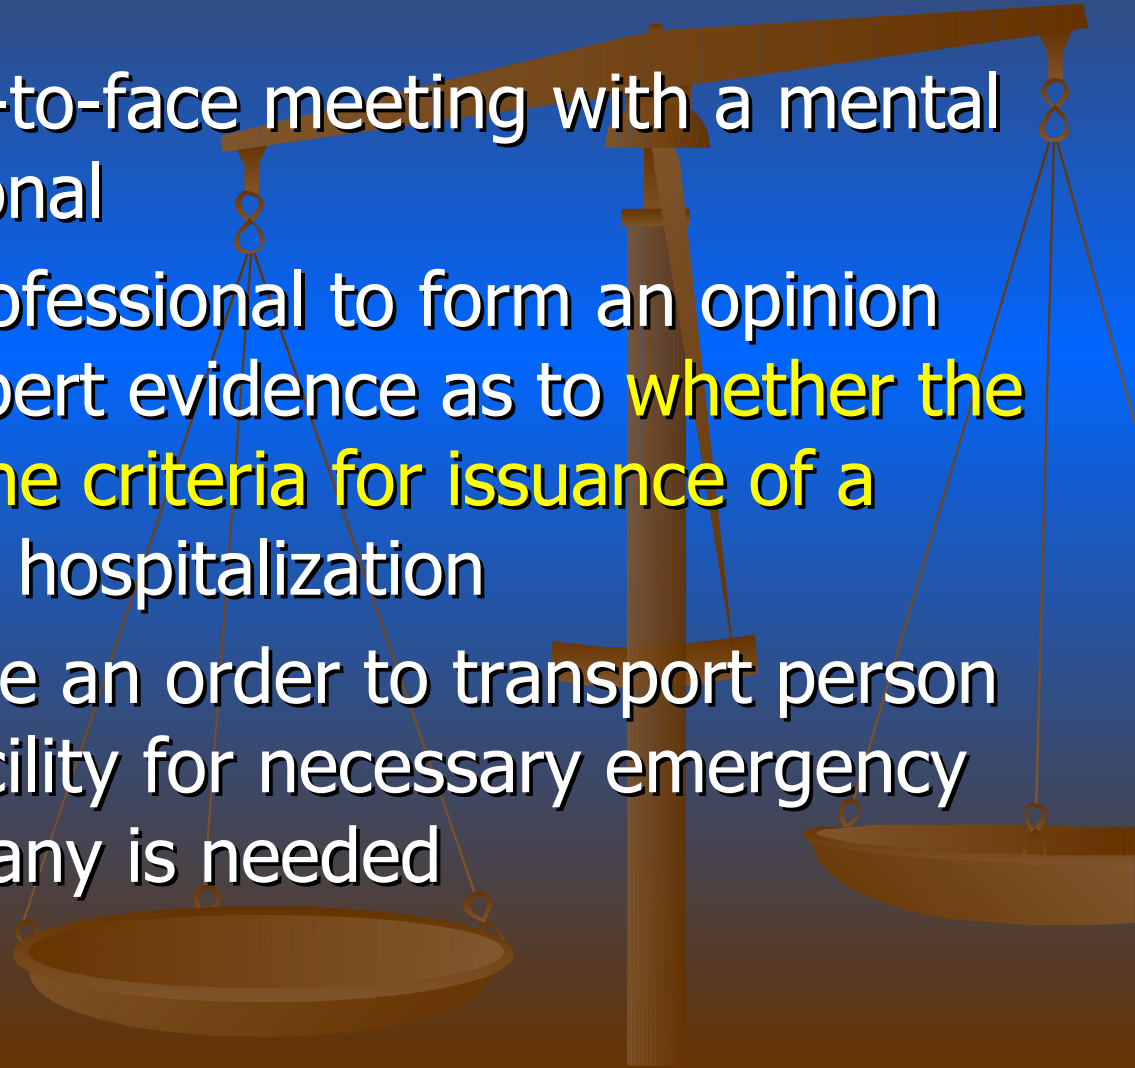 -to-face meeting with a mental
onal
ofessional to form an opinion
pert evidence as to whether the
ne criteria for issuance of a
hospitalization
e an order to transport person
cility for necessary emergency
any is needed